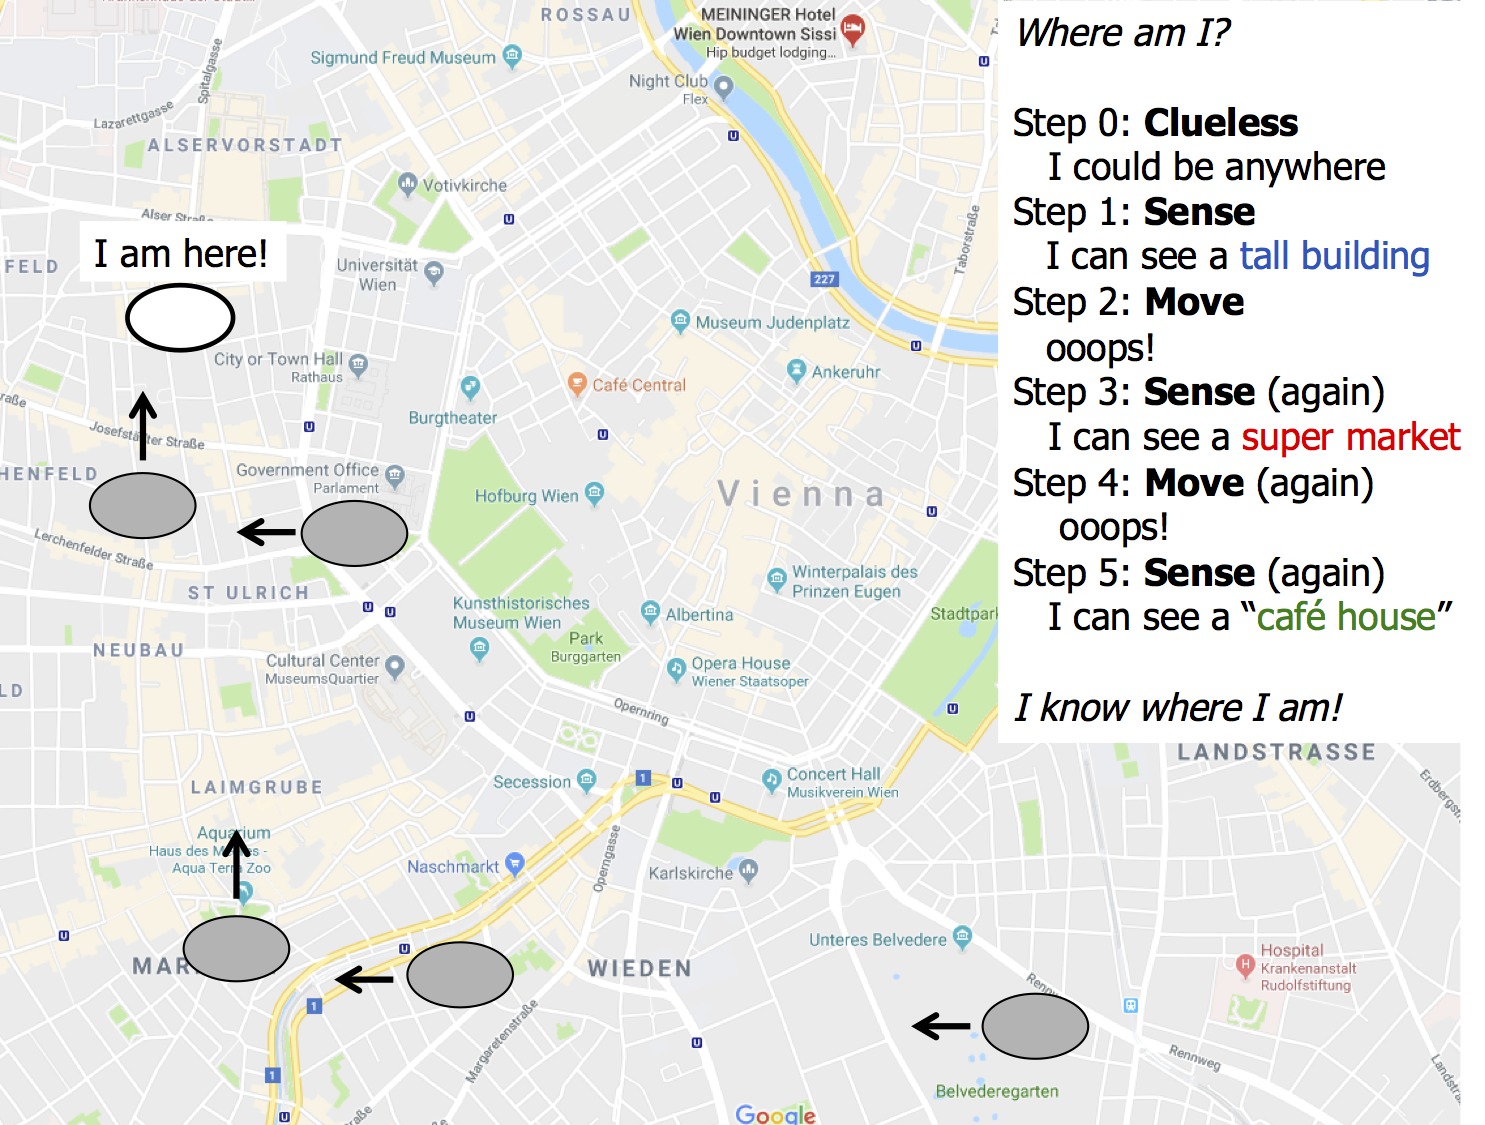 ROSSAU
MEININGER Hotel
Wien Downtown Sissi
Hip budget lodging...
Sigmund Freud Museum
Night Club
Flex
Spitalgasse
Lazarettgasse
ALSERVORSTADT
Votivkirche
Alser Straße
I am here!
FELD
Universität
Wien
227
Taborstraße
Museum Judenplatz
City or Town Hall
Rathaus
Café Central
Ankeruhr
Burgtheater
Josefstädter Straße
HENFELD
Government Office
Parlament
Hofburg Wien
Vienna
Lerchenfelder Straße
ST ULRICH
Winterpalais des
Prinzen Eugen
Kunsthistorisches
Museum Wien
Albertina
Stadtpark
Park
Burggarten
NEUBAU
Cultural Center
MuseumsQuartier
Opera House
Wiener Staatsoper
LD
Opernring
Secession
1
Concert Hall
Musikverein Wien
LAIMGRUBE
Aquarium
Haus des Meeres -
Aqua Terra Zoo
Naschmarkt
Operngasse
Karlskirche
Unteres Belvedere
MAR
WIEDEN
1
Margaretenstraße
Hospital
Krankenanstalt
Rudolfstiftung
Rennw
Rennweg
1
Belvederegarten
Google
LANDSTRASSE
Erdbergst
Landstraß
Where am I?
Step 0: Clueless
I could be anywhere
Step 1: Sense
I can see a tall building
Step 2: Move
ooops!
Step 3: Sense (again)
I can see a super market
Step 4: Move (again)
ooops!
Step 5: Sense (again)
I can see a “café house”
I know where I am!